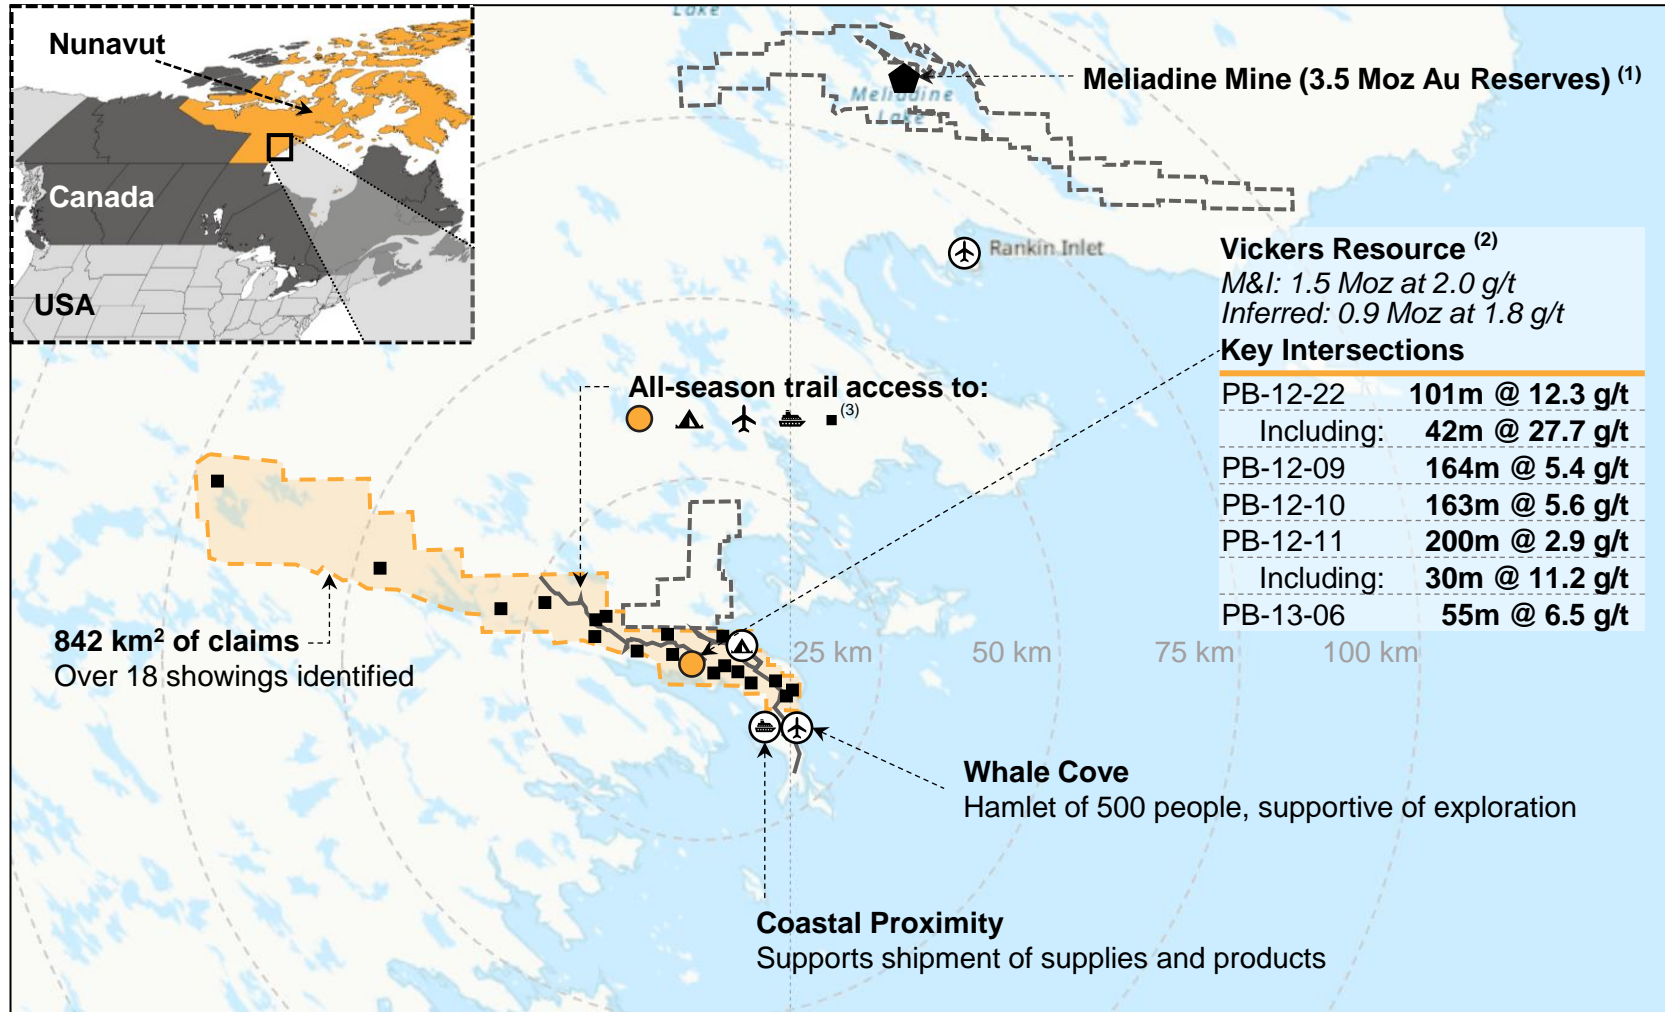 Lake
Nunavut
Canada
USA
Meliadine Mine (3.5 Moz Au Reserves) (1)
Meliadine
Lake
Rankin Inlet
Vickers Resource (2)
M&I: 1.5 Moz at 2.0 g/t
Inferred: 0.9 Moz at 1.8 g/t
Key Intersections
PB-12-22 101m @ 12.3 g/t
Including: 42m @ 27.7 g/t
PB-12-09 164m @ 5.4 g/t
PB-12-10 163m @ 5.6 g/t
PB-12-11 200m @ 2.9 g/t
Including: 30m @ 11.2 g/t
PB-13-06 55m @ 6.5 g/t
All-season trail access to:
(3)
842 km² of claims
Over 18 showings identified
25 km 50 km 75 km 100 km
Whale Cove
Hamlet of 500 people, supportive of exploration
Coastal Proximity
Supports shipment of supplies and products